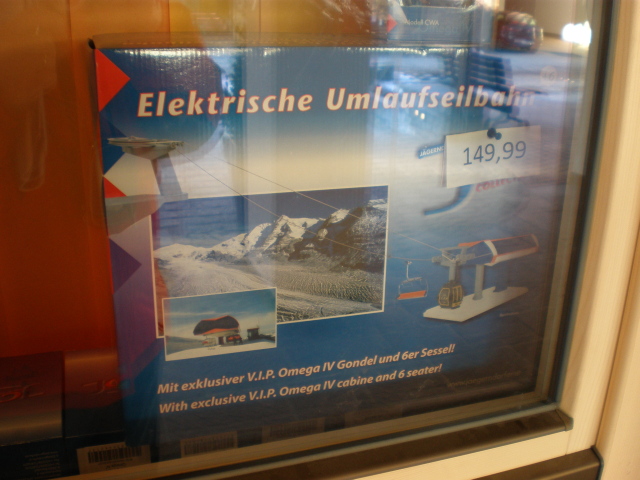 Elektrische Umlaufseilbahn
149,99
Mit exklusiver V.I.P. Omega IV Gondel und 6er Sessel!
With exclusive V.I.P. Omega IV cabine and 6 seater!